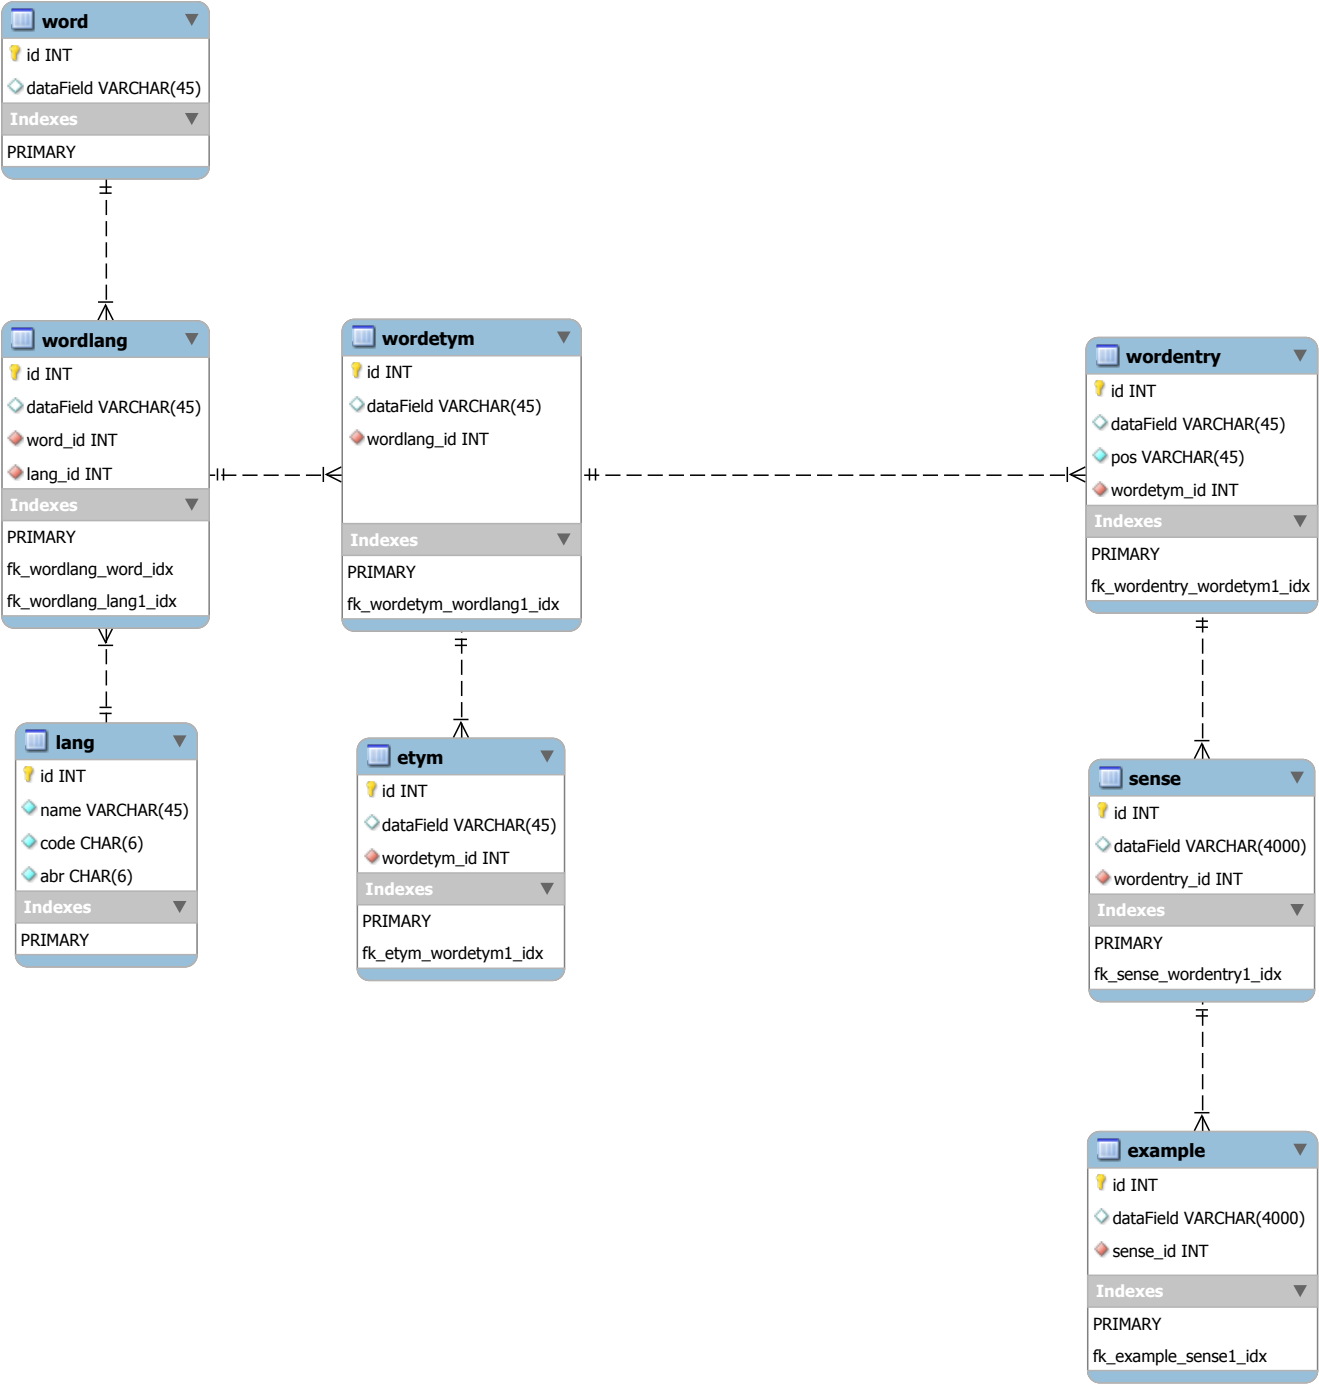 word
id INT
dataField VARCHAR(45)
Indexes
PRIMARY
wordlang
id INT
dataField VARCHAR(45)
word_id INT
lang_id INT
Indexes
PRIMARY
fk_wordlang_word_idx
fk_wordlang_lang1_idx
lang
id INT
name VARCHAR(45)
code CHAR(6)
abr CHAR(6)
Indexes
PRIMARY
wordetym
id INT
dataField VARCHAR(45)
wordlang_id INT
Indexes
PRIMARY
fk_wordetym_wordlang1_idx
etym
id INT
dataField VARCHAR(45)
wordetym_id INT
Indexes
PRIMARY
fk_etym_wordetym1_idx
wordentry
id INT
dataField VARCHAR(45)
pos VARCHAR(45)
wordetym_id INT
Indexes
PRIMARY
fk_wordentry_wordetym1_idx
sense
id INT
dataField VARCHAR(4000)
wordentry_id INT
Indexes
PRIMARY
fk_sense_wordentry1_idx
example
id INT
dataField VARCHAR(4000)
sense_id INT
Indexes
PRIMARY
fk_example_sense1_idx